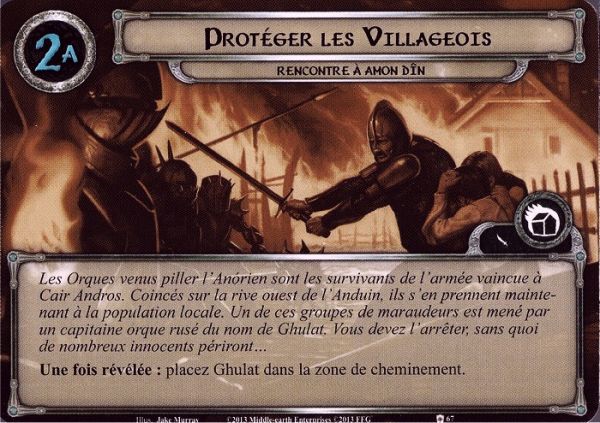 2A
PROTÉGER LES VILLAGEOIS
RENCONTRE À AMON DÎN
Les Orques venus piller l'Anórien sont les survivants de l'armée vaincue à
Cair Andros. Coincés sur la rive ouest de l'Anduin, ils s'en prennent mainte-
nant à la population locale. Un de ces groupes de maraudeurs est mené par
un capitaine orque rusé du nom de Ghulat. Vous devez l'arrêter, sans quoi
de nombreux innocents périront…
Une fois révélée : placez Ghulat dans la zone de cheminement.
Illus. Jake Murray ©2013 Middle-earth Enterprises ©2013 FFG 67